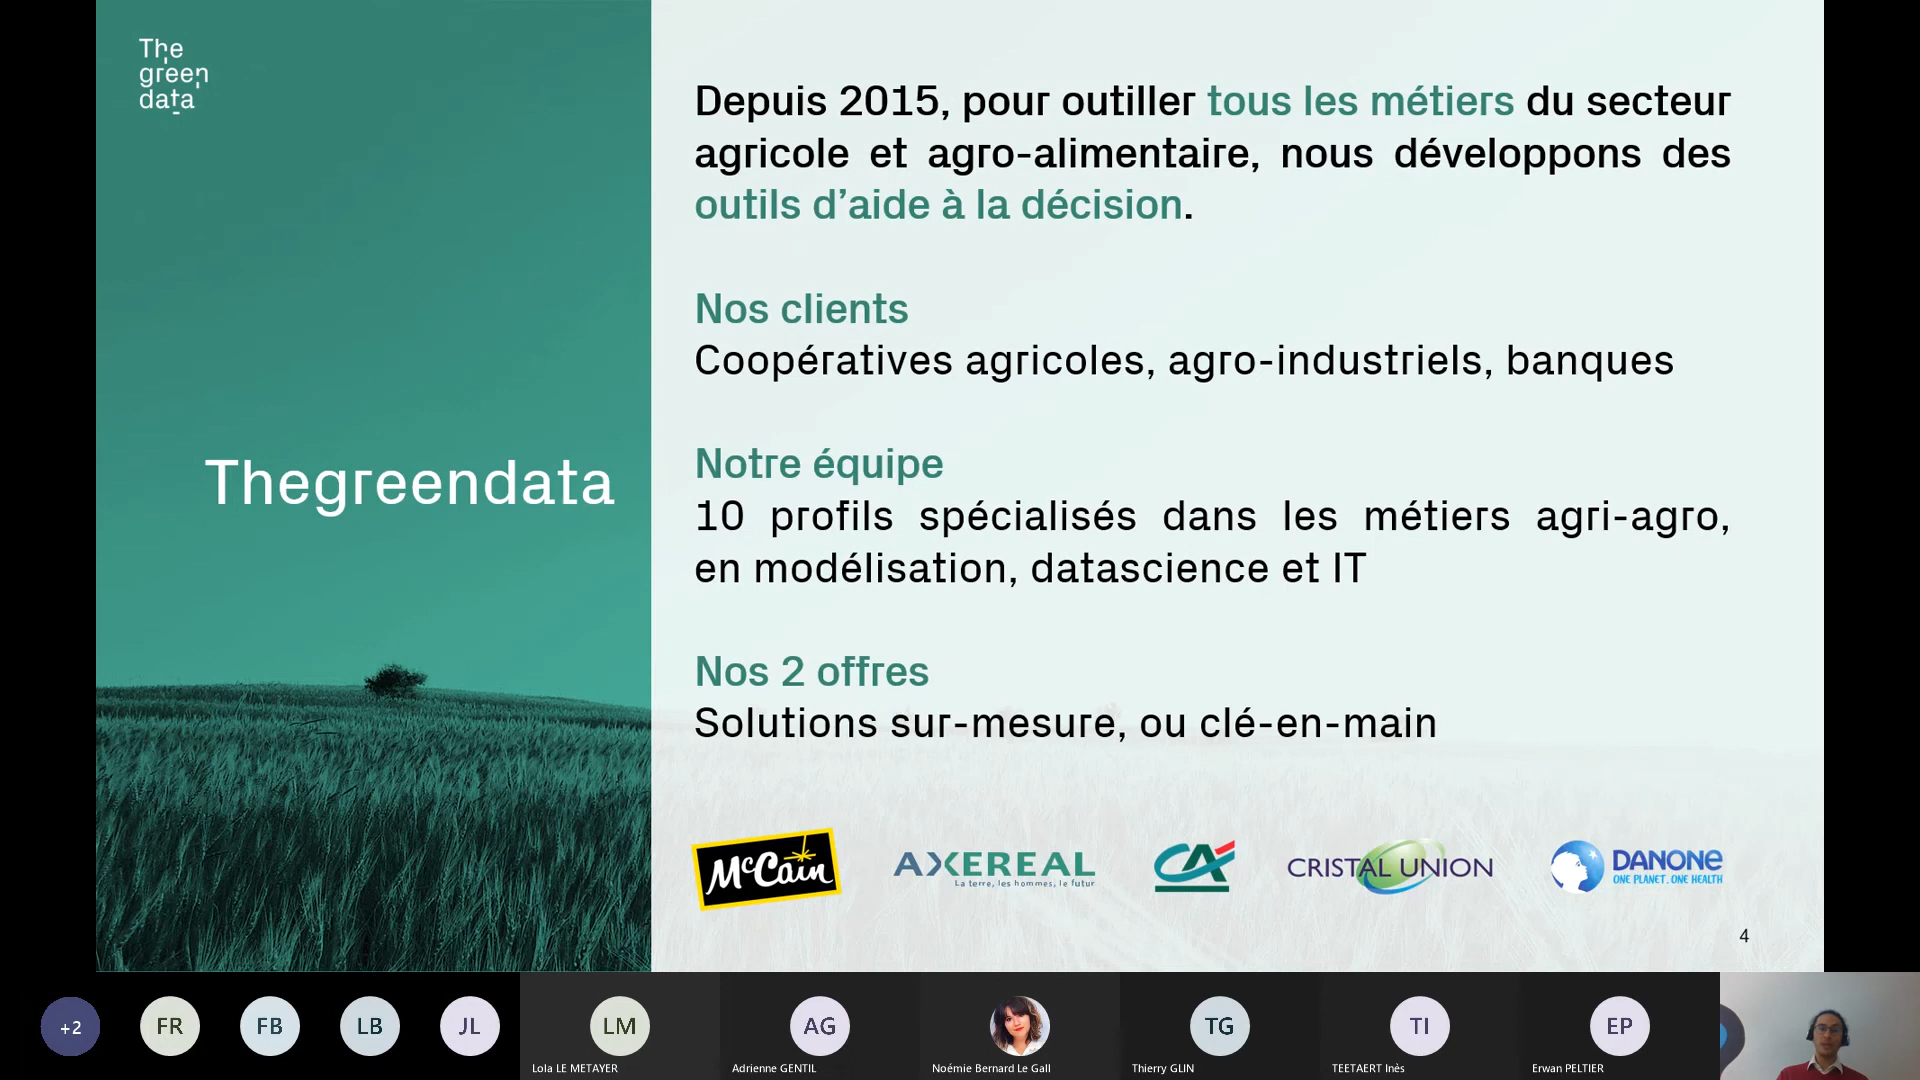 The
green
data
Thegreendata
Depuis 2015, pour outiller tous les métiers du secteur
agricole et agro-alimentaire, nous développons des
outils d’aide à la décision.
Nos clients
Coopératives agricoles, agro-industriels, banques
Notre équipe
10 profils spécialisés dans les métiers agri-agro,
en modélisation, datascience et IT
Nos 2 offres
Solutions sur-mesure, ou clé-en-main
McCain
AXEREAL
La terre, les hommes, le futur
CA
CRISTAL UNION
DANONE
ONE PLANET. ONE HEALTH
4
+2
FR
FB
LB
JL
LM
AG
TG
TI
EP
Lola LE METAYER
Adrienne GENTIL
Noémie Bernard Le Gall
Thierry GLIN
TEETAERT Inès
Erwan PELTIER